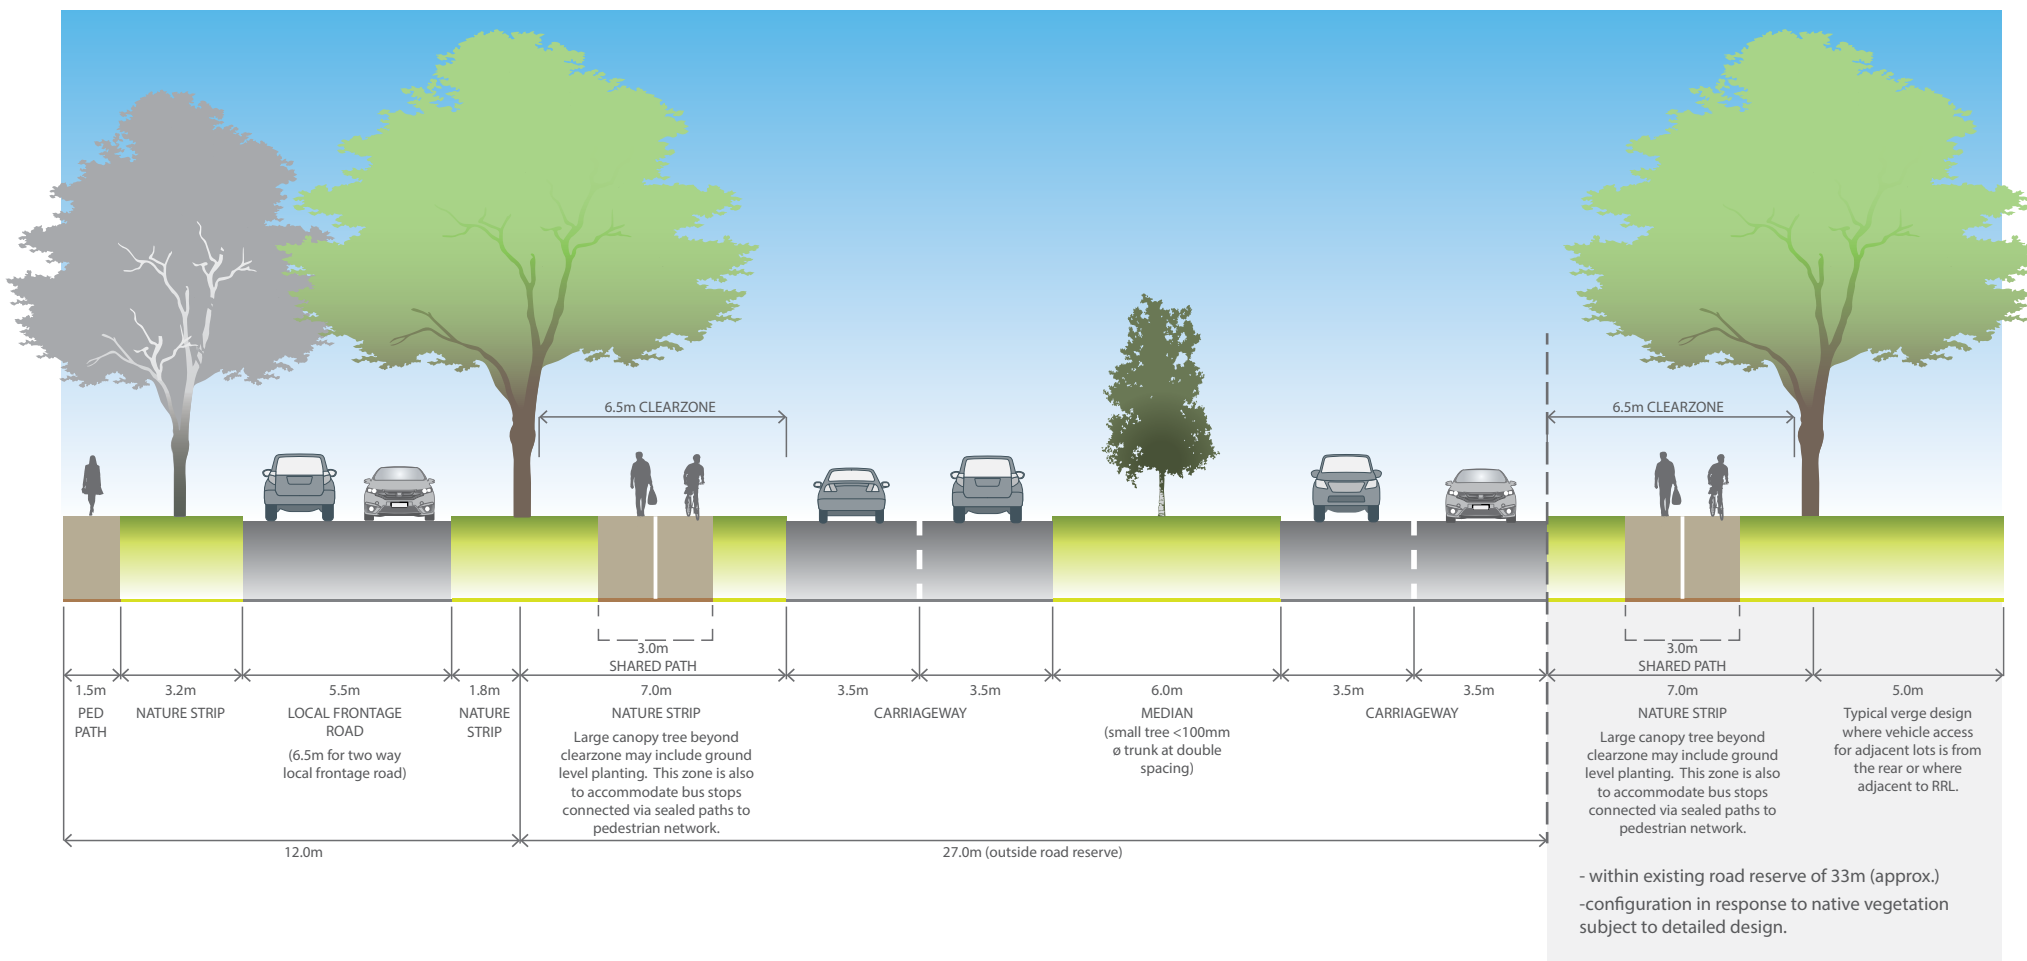 6.5m CLEARZONE
6.5m CLEARZONE
3.0m
SHARED PATH
3.0m
SHARED PATH
1.5m
PED
PATH
3.2m
NATURE STRIP
5.5m
LOCAL FRONTAGE
ROAD
(6.5m for two way
local frontage road)
1.8m
NATURE
STRIP
7.0m
NATURE STRIP
Large canopy tree beyond
clearzone may include ground
level planting. This zone is also
to accommodate bus stops
connected via sealed paths to
pedestrian network.
3.5m
3.5m
CARRIAGEWAY
6.0m
MEDIAN
(small tree <100mm
ø trunk at double
spacing)
3.5m
3.5m
CARRIAGEWAY
7.0m
NATURE STRIP
Large canopy tree beyond
clearzone may include ground
level planting. This zone is also
to accommodate bus stops
connected via sealed paths to
pedestrian network.
5.0m
Typical verge design
where vehicle access
for adjacent lots is from
the rear or where
adjacent to RRL.
12.0m
27.0m (outside road reserve)
- within existing road reserve of 33m (approx.)
-configuration in response to native vegetation
subject to detailed design.